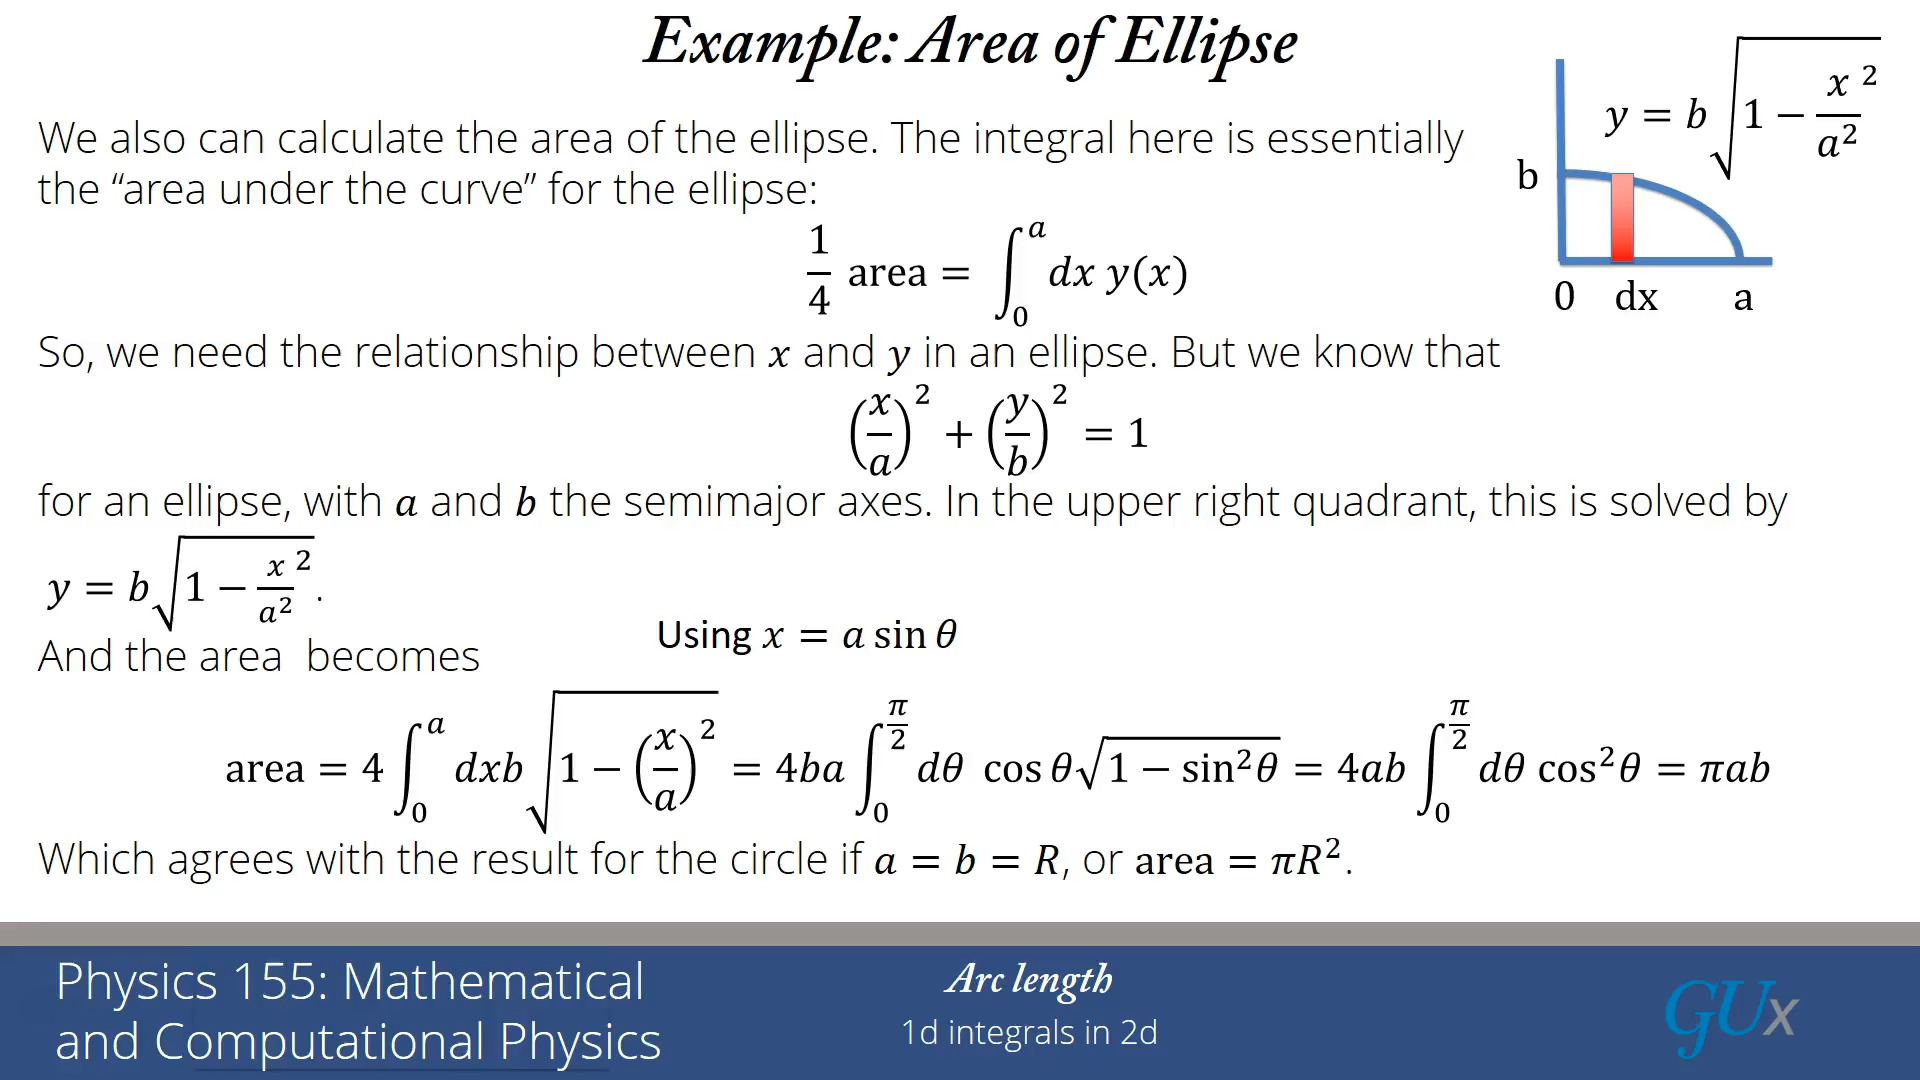 Example: Area of Ellipse
y = b√(1 − x²/a²)
b
0 dx a
We also can calculate the area of the ellipse. The integral here is essentially
the “area under the curve” for the ellipse:
1/4 area = ∫₀ᵃ dx y(x)
So, we need the relationship between x and y in an ellipse. But we know that
(x/a)² + (y/b)² = 1
for an ellipse, with a and b the semimajor axes. In the upper right quadrant, this is solved by
y = b√(1 − x²/a²).
Using x = a sin θ
And the area becomes
area = 4 ∫₀ᵃ dxb √(1 − (x/a)²) = 4ba ∫₀^(π/2) dθ cos θ√(1 − sin²θ) = 4ab ∫₀^(π/2) dθ cos²θ = πab
Which agrees with the result for the circle if a = b = R, or area = πR².
Physics 155: Mathematical
and Computational Physics
Arc length
1d integrals in 2d
GUx